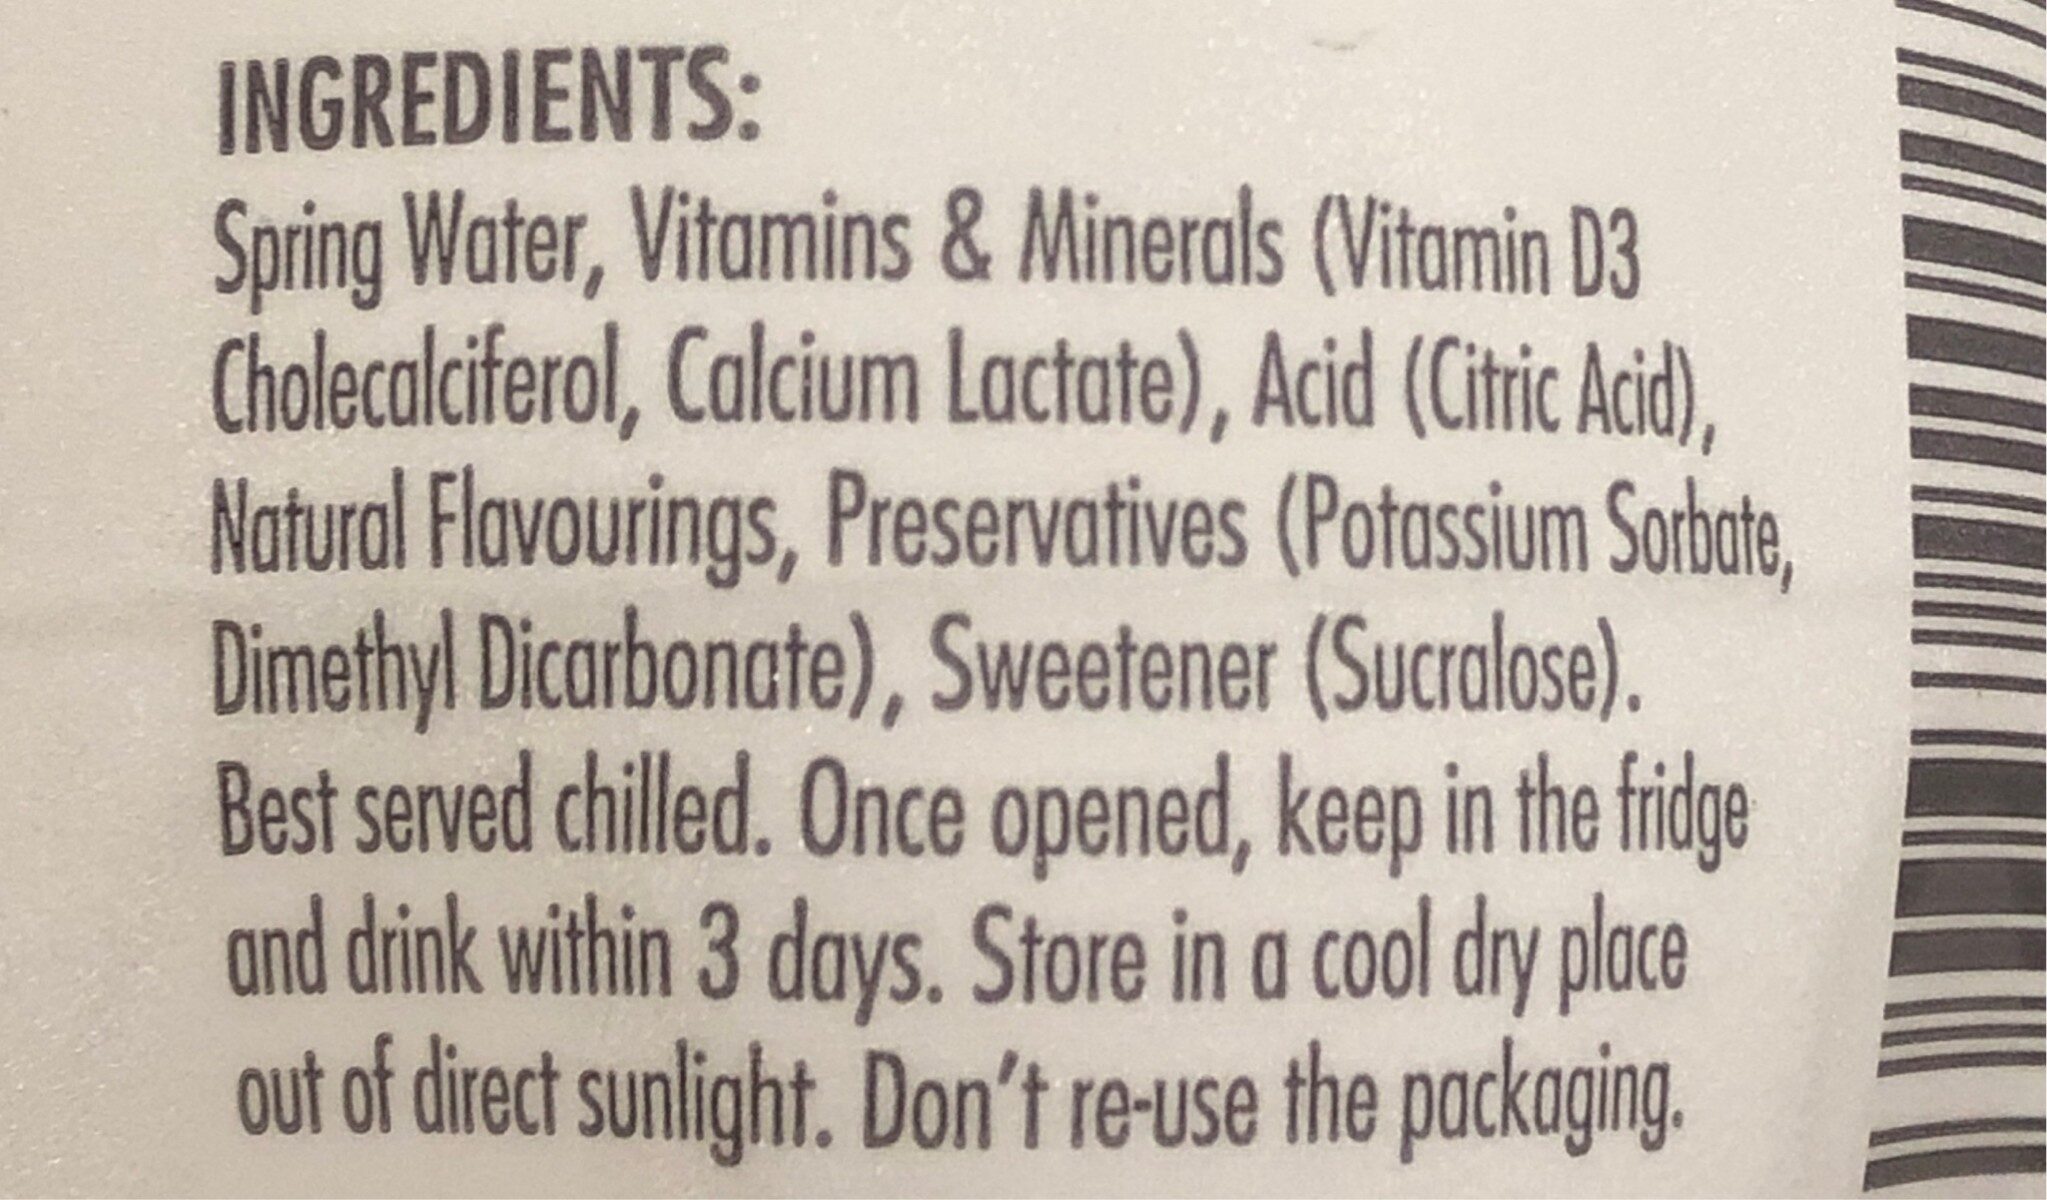 INGREDIENTS:
Spring Water, Vitamins & Minerals (Vitamin D3
Cholecalciferol, Calcium Lactate), Acid (Citric Acid),
Natural Flavourings, Preservatives (Potassium Sorbate,
Dimethyl Dicarbonate), Sweetener (Sucralose).
Best served chilled. Once opened, keep in the fridge
and drink within 3 days. Store in a cool dry place
out of direct sunlight. Don't re-use the packaging.